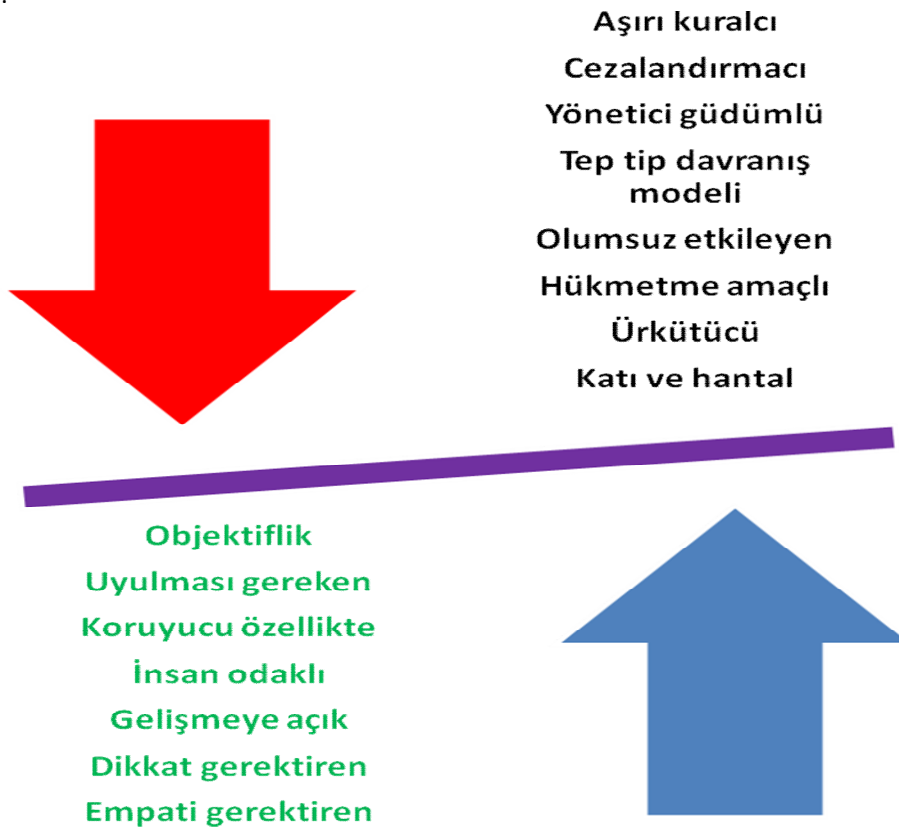 Aşırı kuralcı
Cezalandırmacı
Yönetici güdümlü
Tep tip davranış
modeli
Olumsuz etkileyen
Hükmetme amaçlı
Ürkütücü
Katı ve hantal
Objektiflik
Uyulması gereken
Koruyucu özellikte
İnsan odaklı
Gelişmeye açık
Dikkat gerektiren
Empati gerektiren